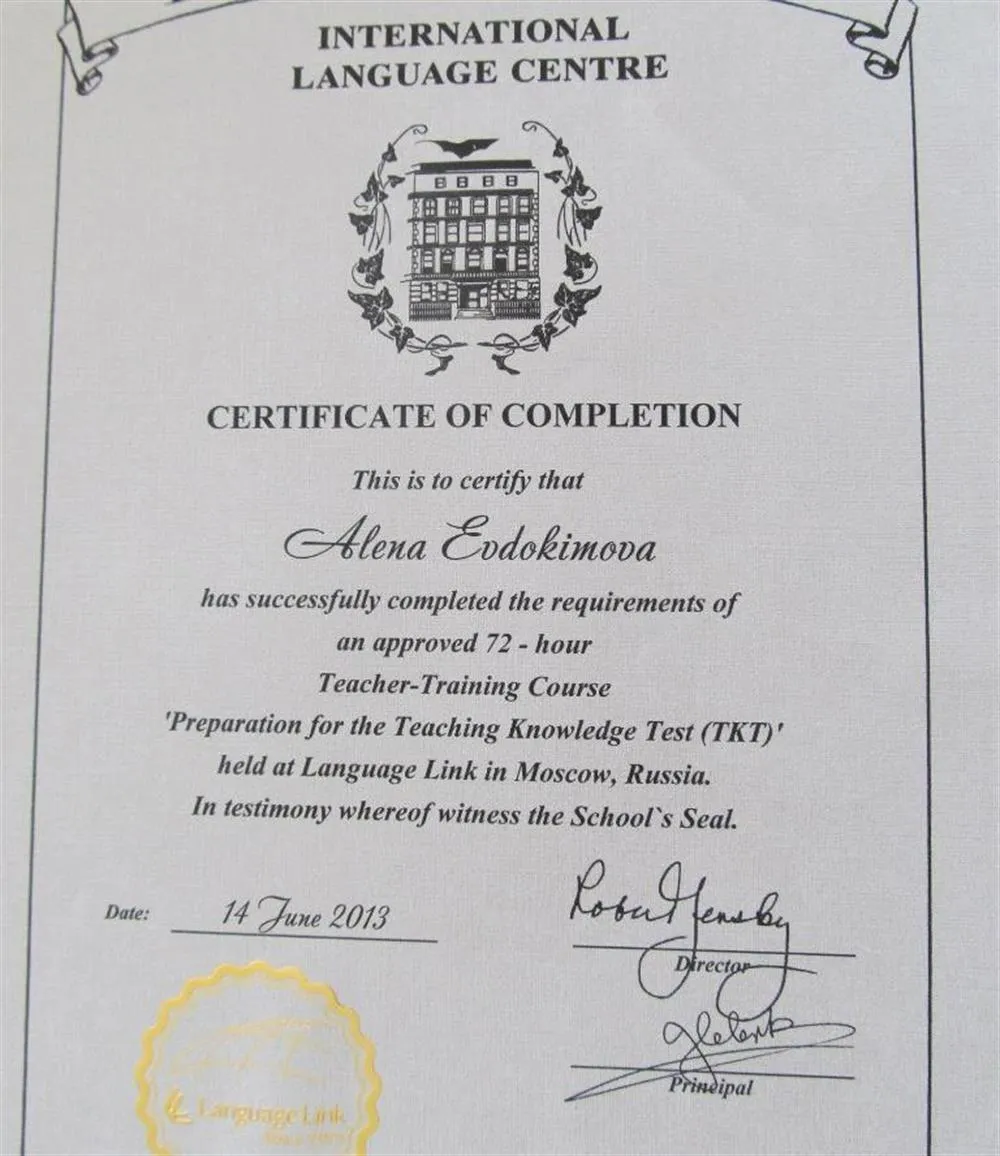 INTERNATIONAL
LANGUAGE CENTRE
CERTIFICATE OF COMPLETION
This is to certify that
Alena Evdokimova
has successfully completed the requirements of
an approved 72 - hour
Teacher-Training Course
'Preparation for the Teaching Knowledge Test (TKT)'
held at Language Link in Moscow, Russia.
In testimony whereof witness the School`s Seal.
Date: 14 June 2013
Director
Principal
Language Link